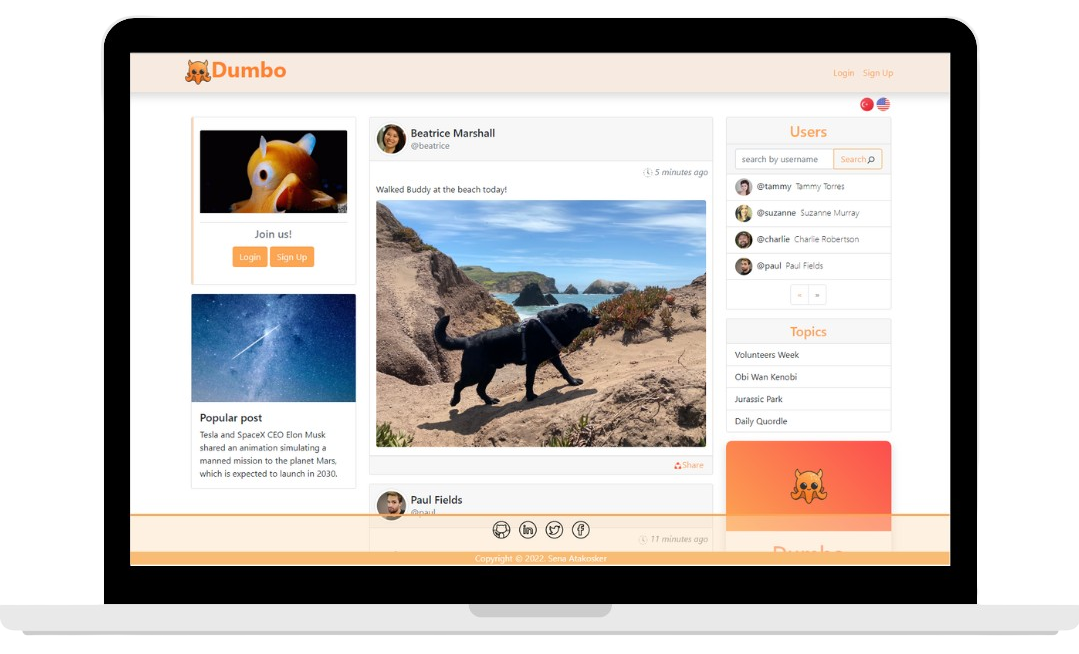 Dumbo
Login Sign Up
Join us!
Login Sign Up
Popular post
Tesla and SpaceX CEO Elon Musk
shared an animation simulating a
manned mission to the planet Mars,
which is expected to launch in 2030.
Beatrice Marshall
@beatrice
5 minutes ago
Walked Buddy at the beach today!
Share
Paul Fields
@paul
11 minutes ago
Users
search by username Search
@tammy Tammy Torres
@suzanne Suzanne Murray
@charlie Charlie Robertson
@paul Paul Fields
« »
Topics
Volunteers Week
Obi Wan Kenobi
Jurassic Park
Daily Quordle
Dumbo
Copyright © 2022, Sena Atakosker